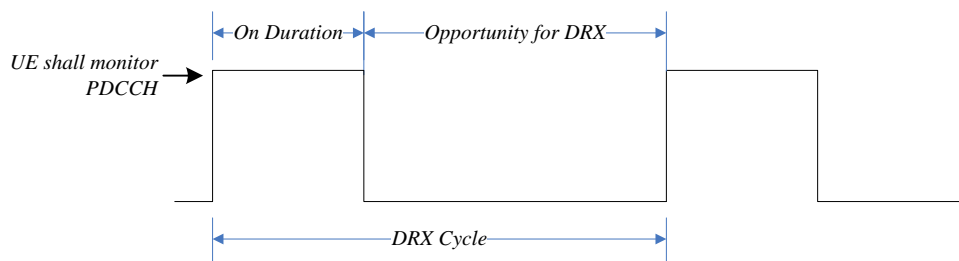 On Duration
Opportunity for DRX
UE shall monitor
PDCCH
DRX Cycle